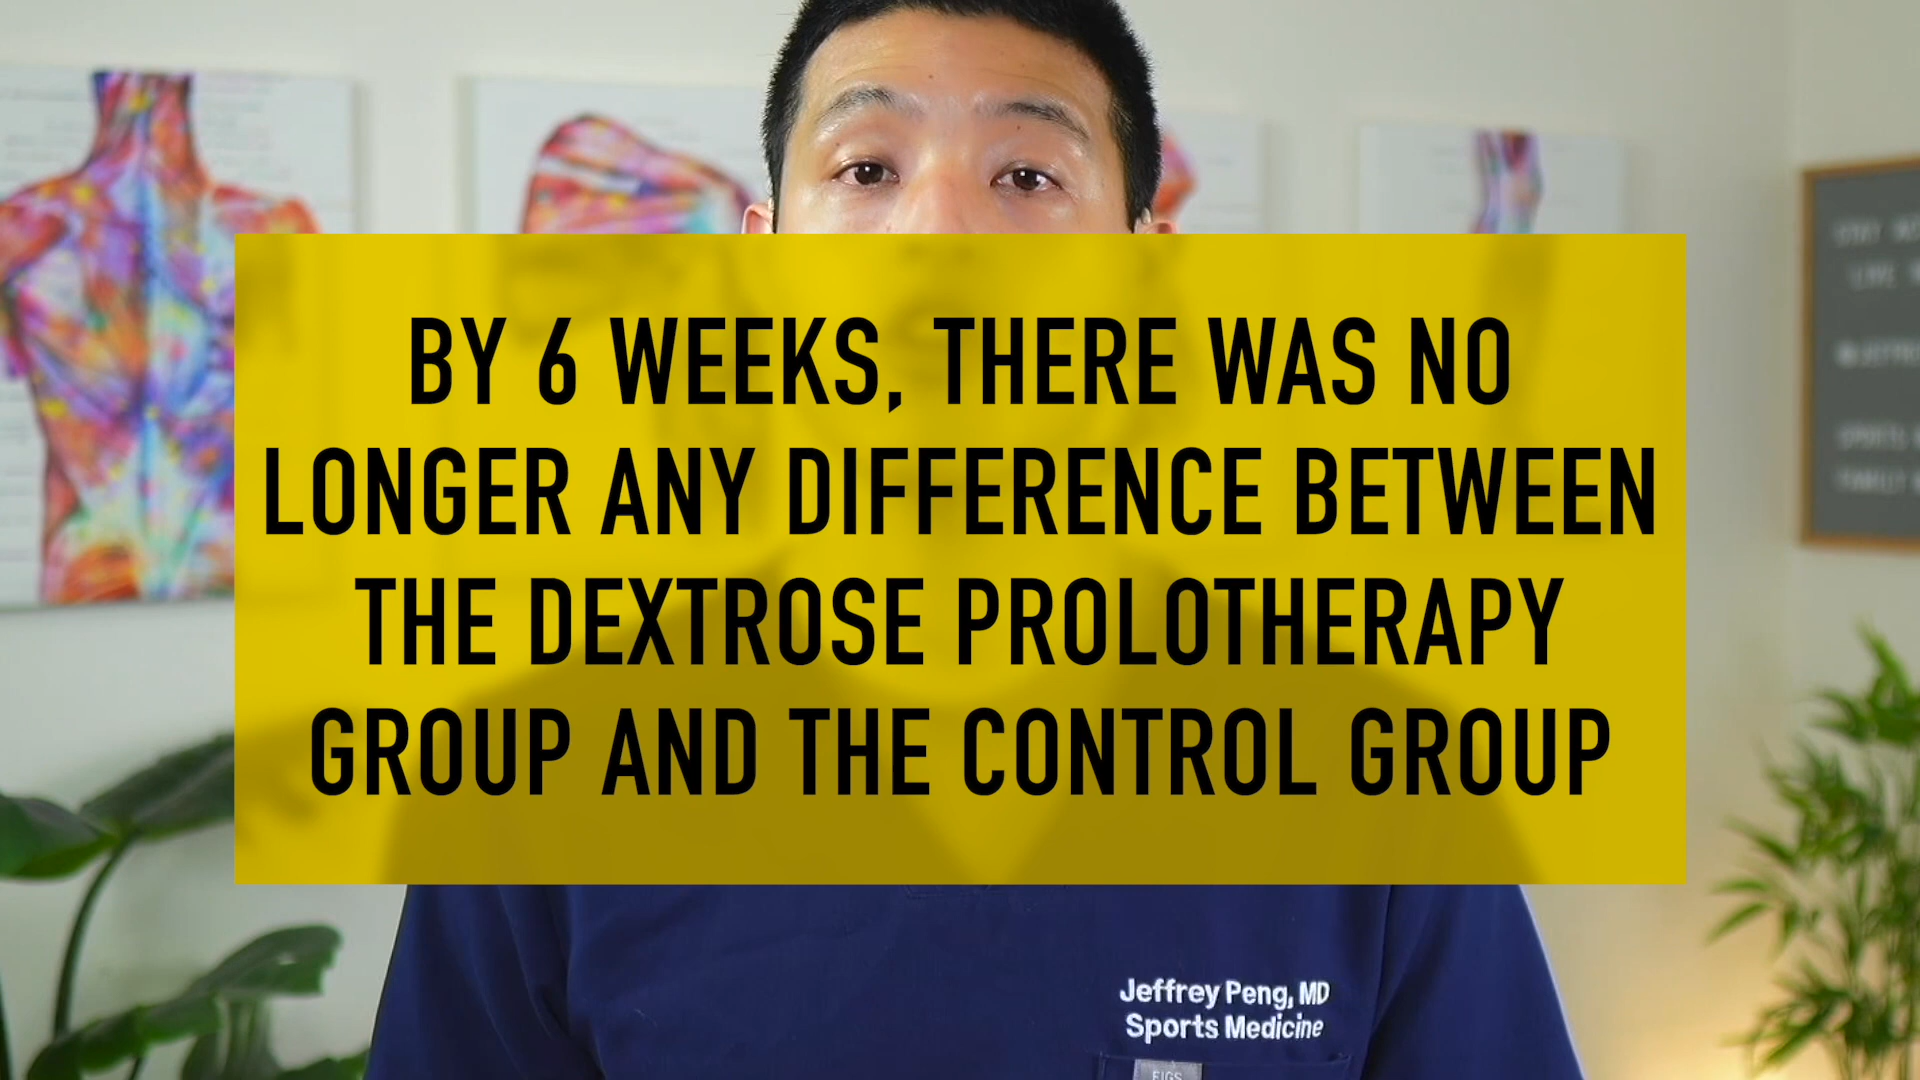 BY 6 WEEKS, THERE WAS NO
LONGER ANY DIFFERENCE BETWEEN
THE DEXTROSE PROLOTHERAPY
GROUP AND THE CONTROL GROUP
Jeffrey Peng, MD
Sports Medicine
FIGS